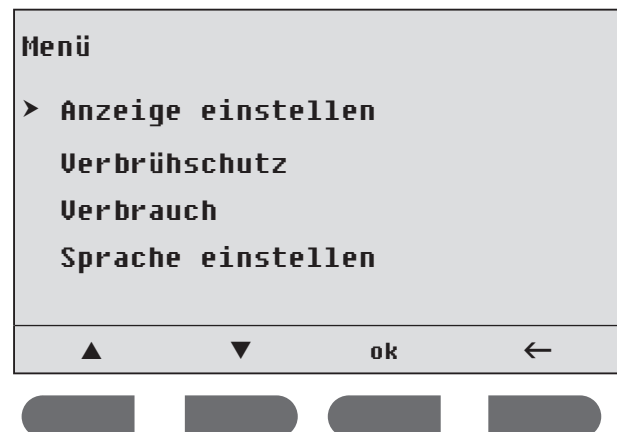 Menü
➤ Anzeige einstellen
Verbrühschutz
Verbrauch
Sprache einstellen
▲ ▼ ok ←